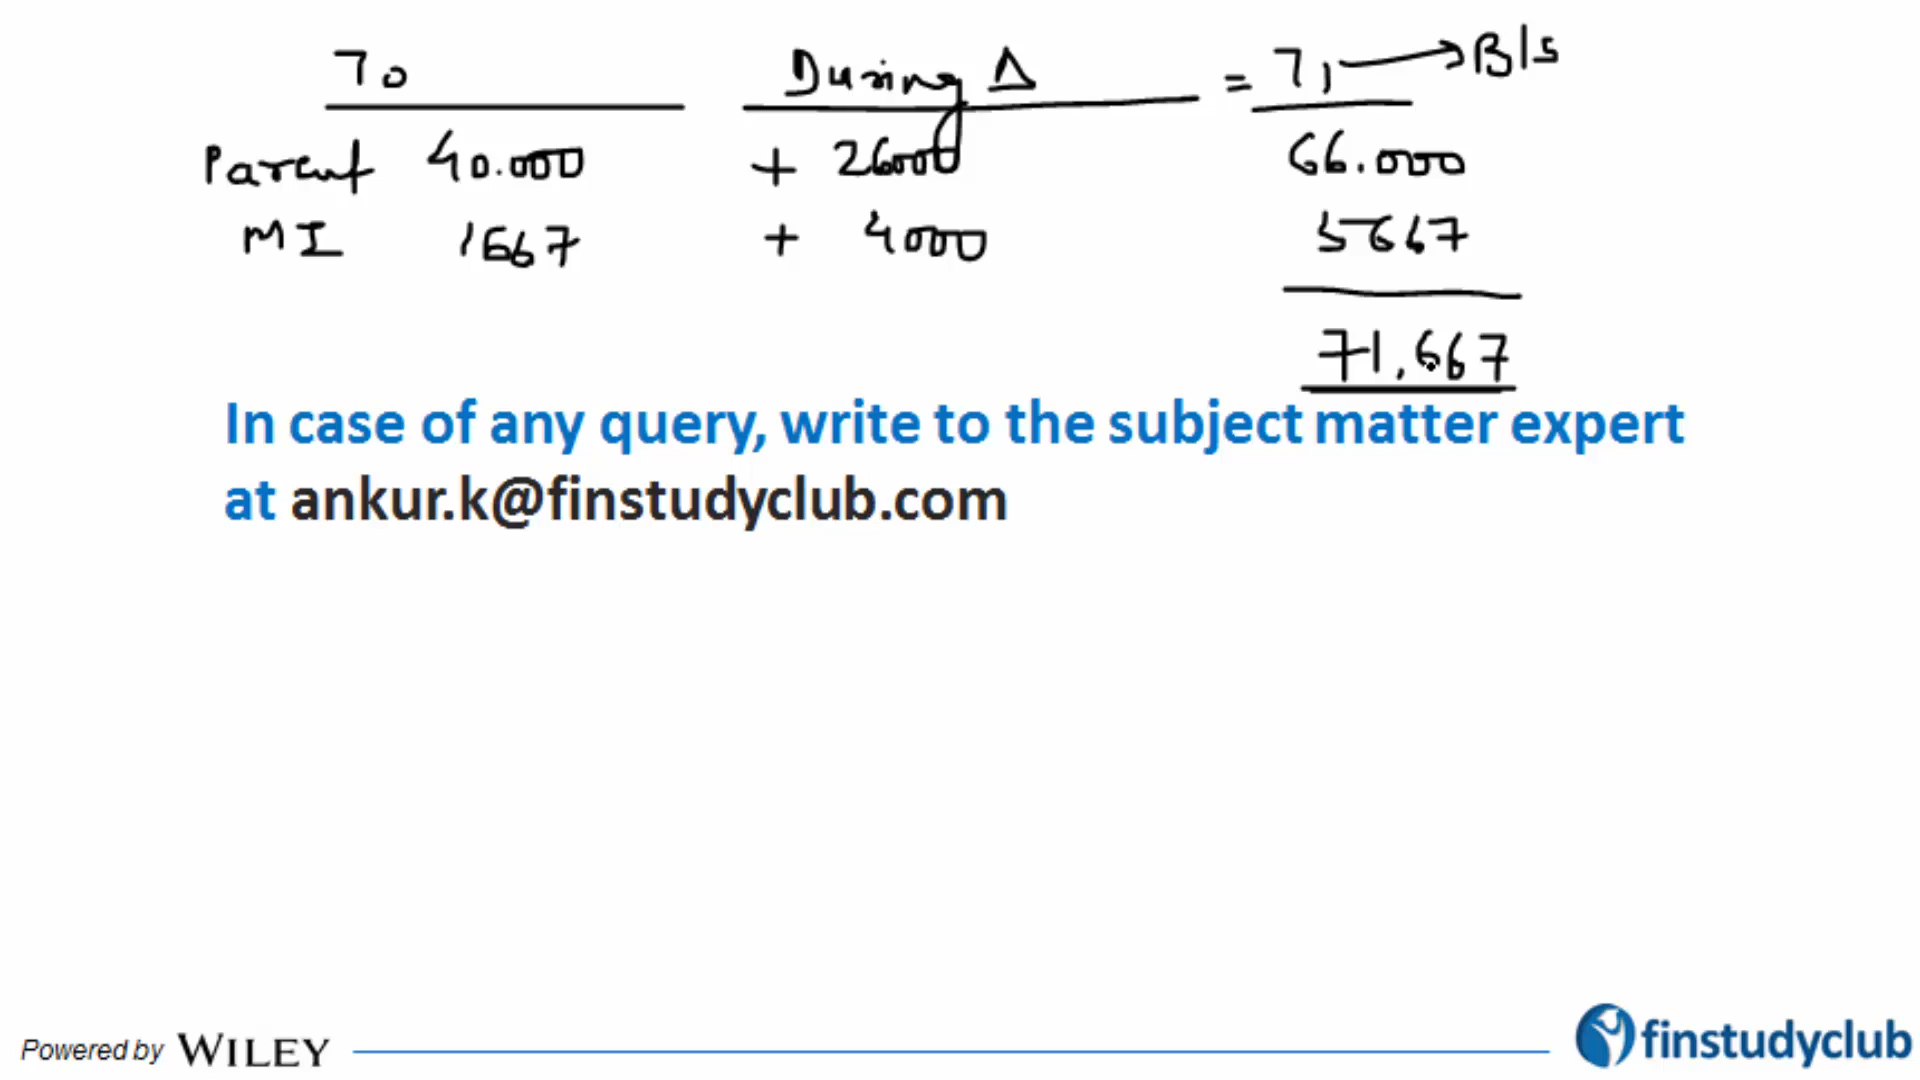 T0 During Δ = T1 → B/S
Parent 40.000 + 26000 66.000
MI 1667 + 4000 5667
71,667
In case of any query, write to the subject matter expert
at ankur.k@finstudyclub.com
Powered by WILEY finstudyclub